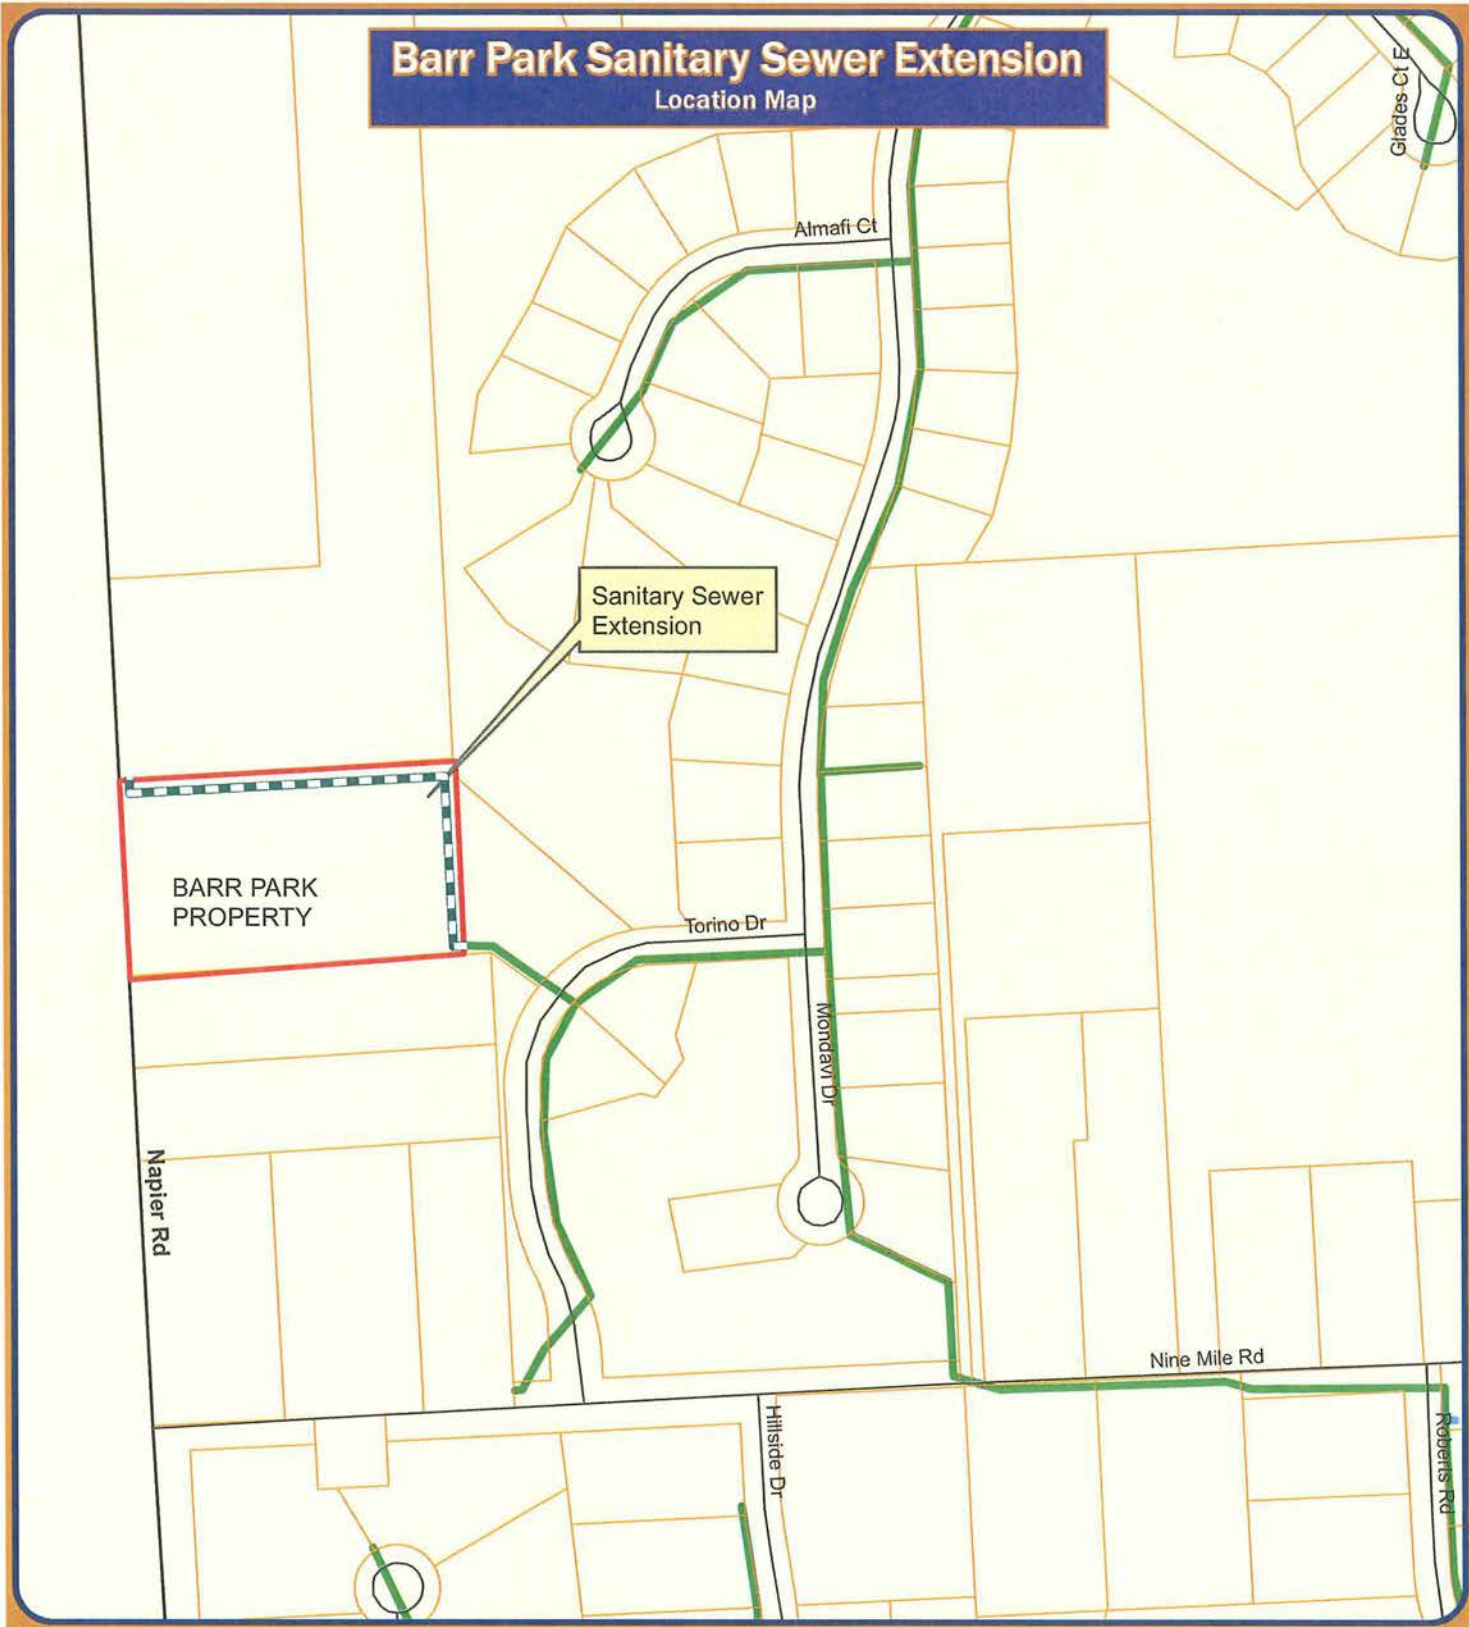 Barr Park Sanitary Sewer Extension
Location Map
Glades Ct E
Almafi Ct
Sanitary Sewer
Extension
BARR PARK
PROPERTY
Torino Dr
Mondavi Dr
Napier Rd
Nine Mile Rd
Hillside Dr
Roberts Rd